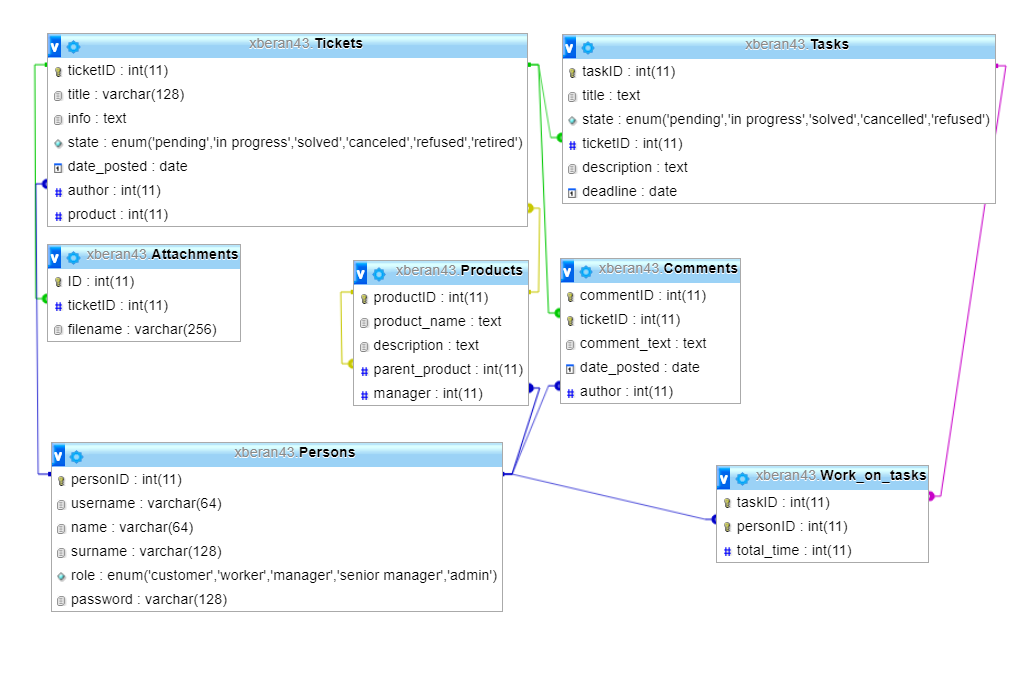 xberan43.Tickets
ticketID : int(11)
title : varchar(128)
info : text
state : enum('pending','in progress','solved','canceled','refused','retired')
date_posted : date
author : int(11)
product : int(11)
xberan43.Tasks
taskID : int(11)
title : text
state : enum('pending','in progress','solved','cancelled','refused')
ticketID : int(11)
description : text
deadline : date
xberan43.Attachments
ID : int(11)
ticketID : int(11)
filename : varchar(256)
xberan43.Products
productID : int(11)
product_name : text
description : text
parent_product : int(11)
manager : int(11)
xberan43.Comments
commentID : int(11)
ticketID : int(11)
comment_text : text
date_posted : date
author : int(11)
xberan43.Persons
personID : int(11)
username : varchar(64)
name : varchar(64)
surname : varchar(128)
role : enum('customer','worker','manager','senior manager','admin')
password : varchar(128)
xberan43.Work_on_tasks
taskID : int(11)
personID : int(11)
total_time : int(11)